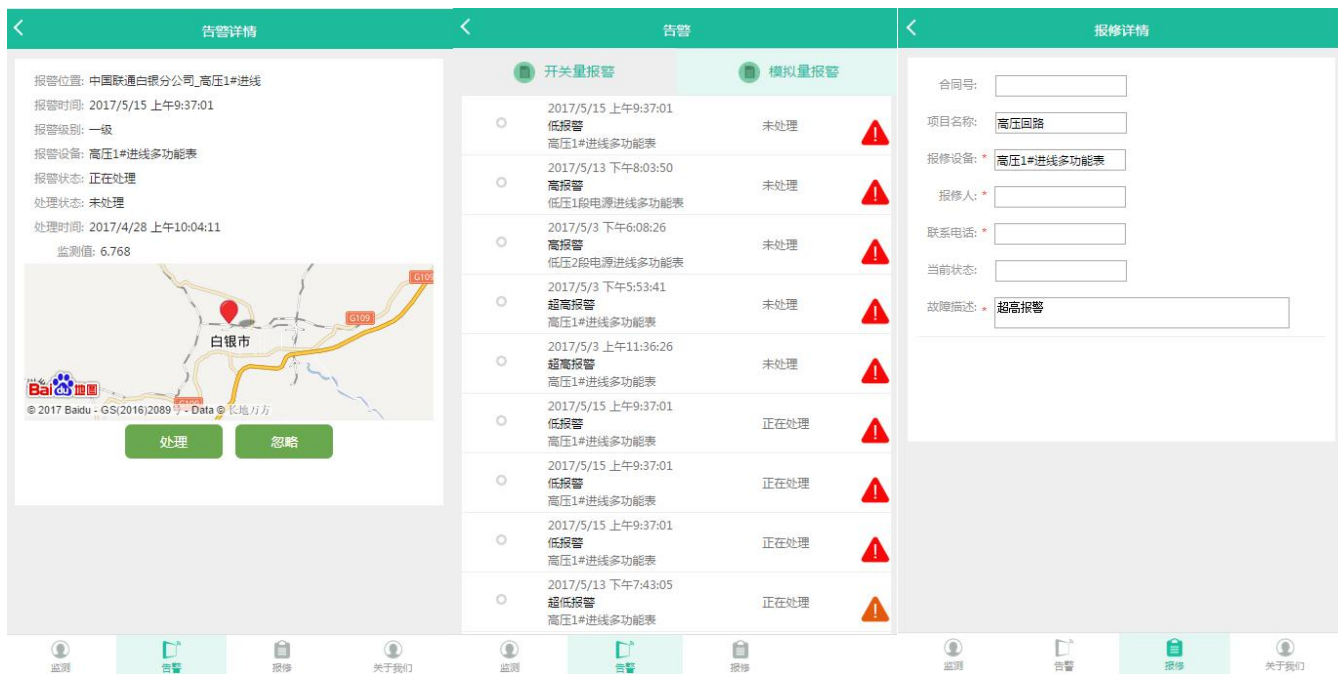 告警详情
报警位置: 中国联通白银分公司_高压1#进线
报警时间: 2017/5/15 上午9:37:01
报警级别: 一级
报警设备: 高压1#进线多功能表
报警状态: 正在处理
处理状态: 未处理
处理时间: 2017/4/28 上午10:04:11
监测值: 6.768
G109
G109
白银市
Bai du 地图
© 2017 Baidu - GS(2016)2089号 - Data © 长地万方
处理
忽略
监测
告警
报修
关于我们
告警
开关量报警
模拟量报警
2017/5/15 上午9:37:01
低报警
未处理
高压1#进线多功能表
2017/5/13 下午8:03:50
高报警
未处理
低压1段电源进线多功能表
2017/5/3 下午6:08:26
高报警
未处理
低压2段电源进线多功能表
2017/5/3 下午5:53:41
超高报警
未处理
高压1#进线多功能表
2017/5/3 上午11:36:26
超高报警
未处理
高压1#进线多功能表
2017/5/15 上午9:37:01
低报警
正在处理
高压1#进线多功能表
2017/5/15 上午9:37:01
低报警
正在处理
高压1#进线多功能表
2017/5/15 上午9:37:01
低报警
正在处理
高压1#进线多功能表
2017/5/13 下午7:43:05
超低报警
正在处理
高压1#进线多功能表
监测
告警
报修
报修详情
合同号:
项目名称: 高压回路
报修设备: * 高压1#进线多功能表
报修人: *
联系电话: *
当前状态:
故障描述: * 超高报警
监测
告警
报修
关于我们